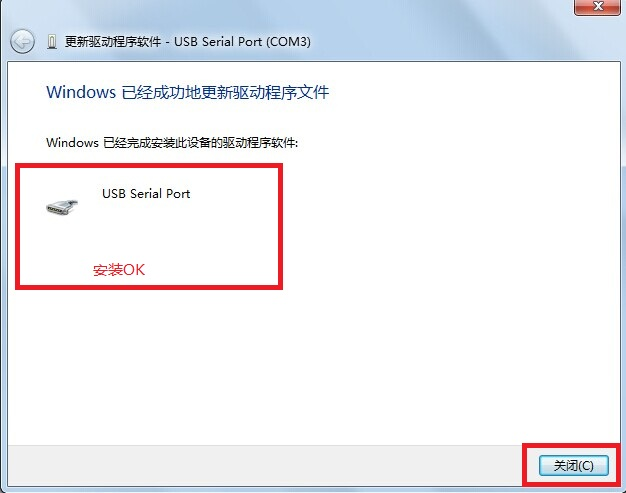 更新驱动程序软件 - USB Serial Port (COM3)
Windows 已经成功地更新驱动程序文件
Windows 已经完成安装此设备的驱动程序软件:
USB Serial Port
安装OK
关闭(C)